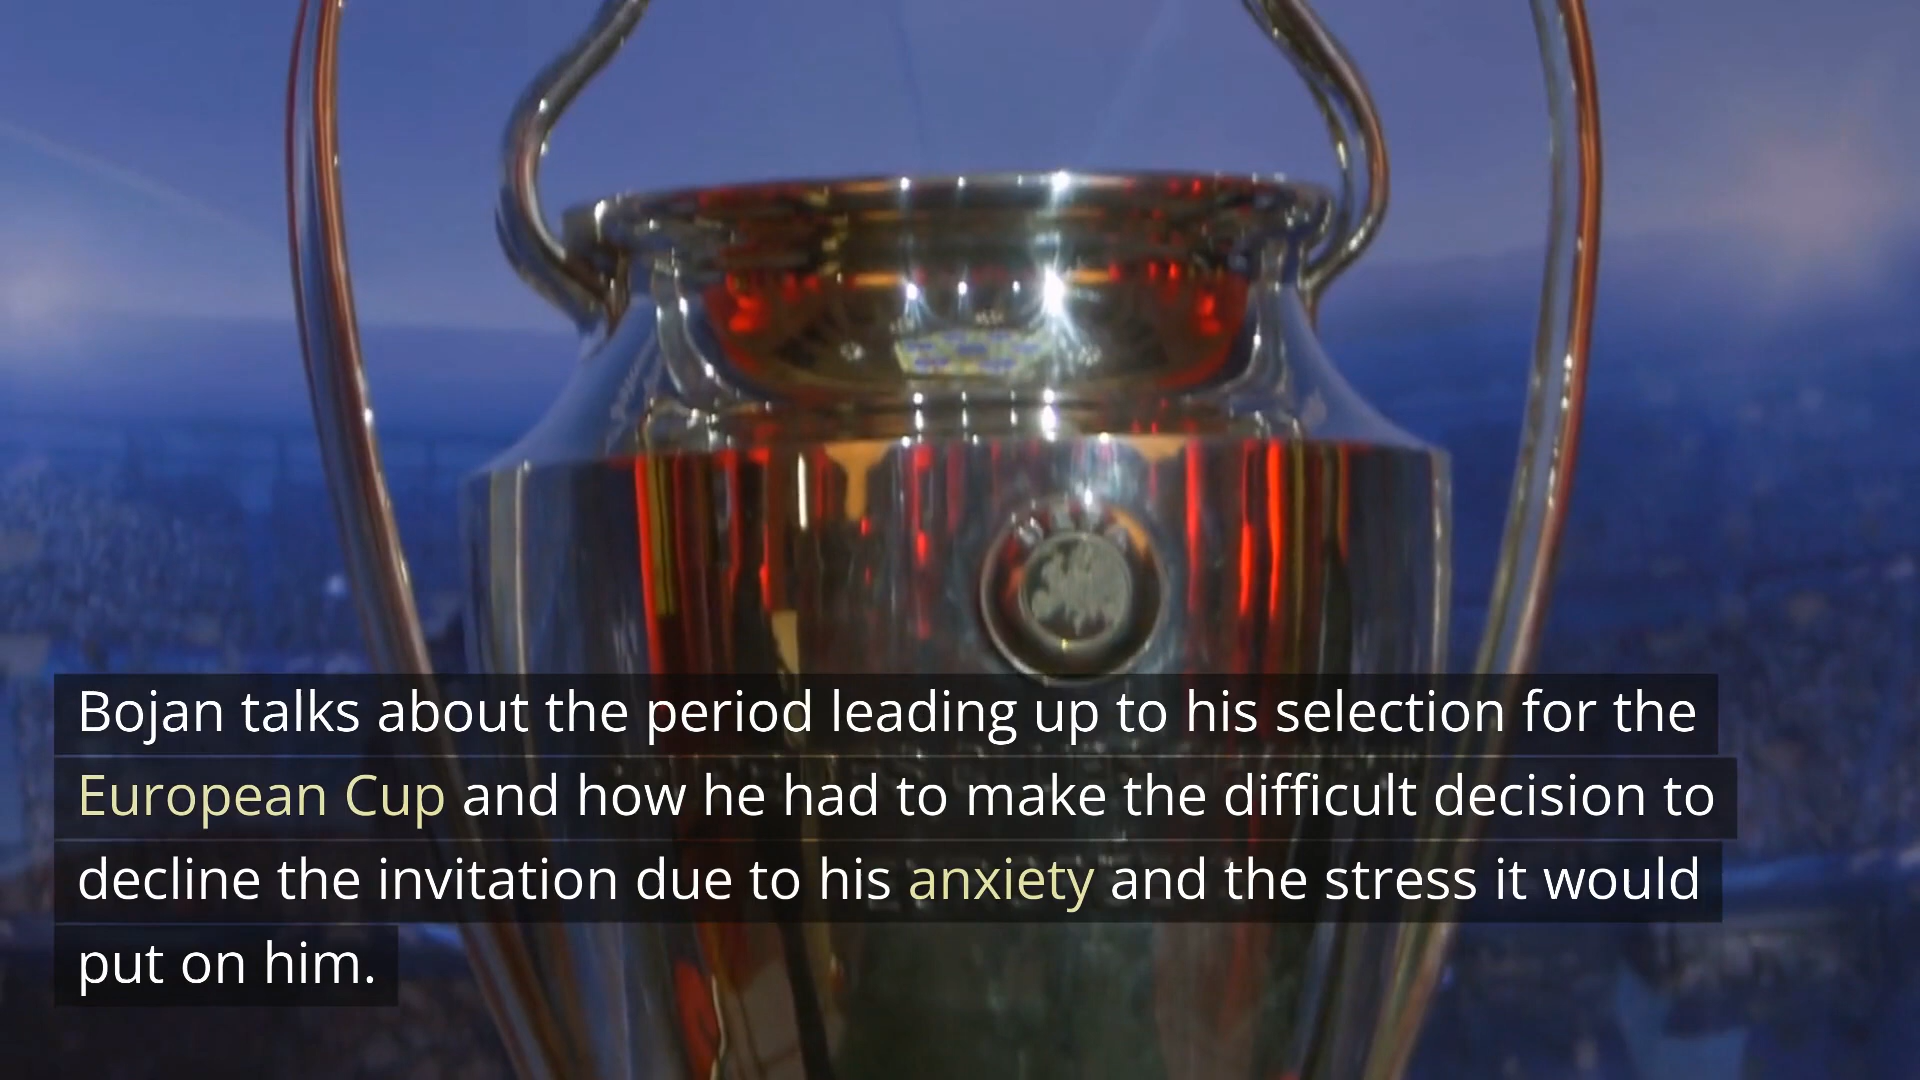 UEFA
Bojan talks about the period leading up to his selection for the
European Cup and how he had to make the difficult decision to
decline the invitation due to his anxiety and the stress it would
put on him.